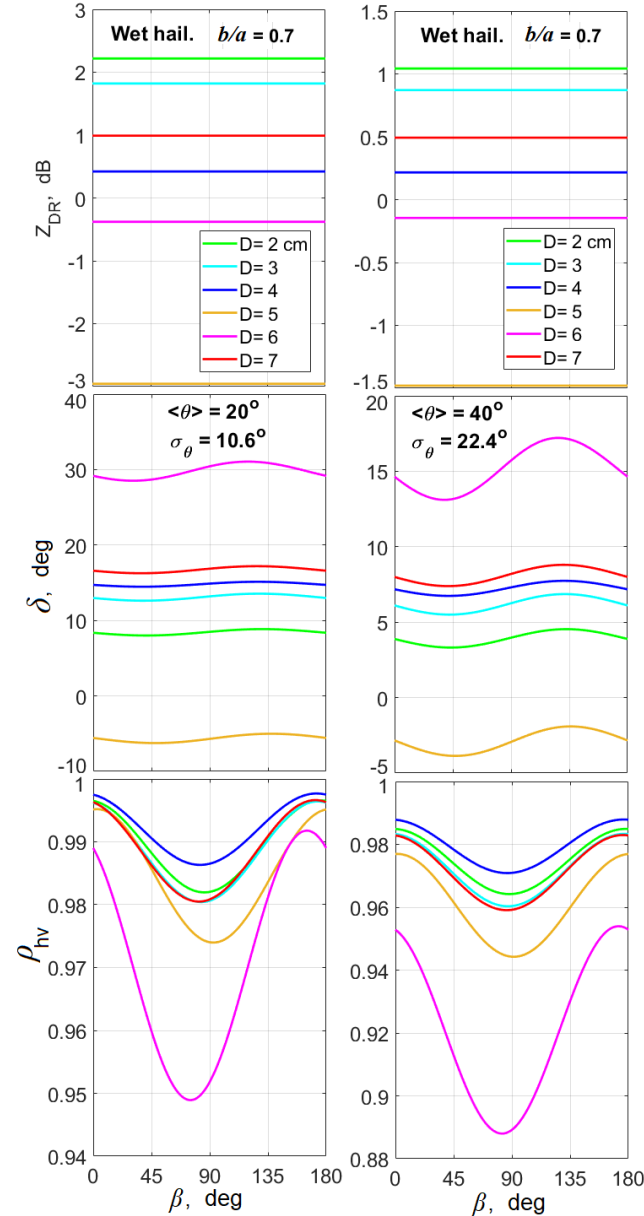 Wet hail. b/a = 0.7
3
2
1
0
-1
-2
-3
Z_DR, dB
D= 2 cm
D= 3
D= 4
D= 5
D= 6
D= 7
Wet hail. b/a = 0.7
1.5
1
0.5
0
-0.5
-1
-1.5
D= 2 cm
D= 3
D= 4
D= 5
D= 6
D= 7
<θ> = 20°
σ_θ = 10.6°
40
30
20
10
0
-10
δ, deg
<θ> = 40°
σ_θ = 22.4°
20
15
10
5
0
-5
1
0.99
0.98
0.97
0.96
0.95
0.94
ρ_hv
0 45 90 135 180
β, deg
1
0.98
0.96
0.94
0.92
0.9
0.88
0 45 90 135 180
β, deg